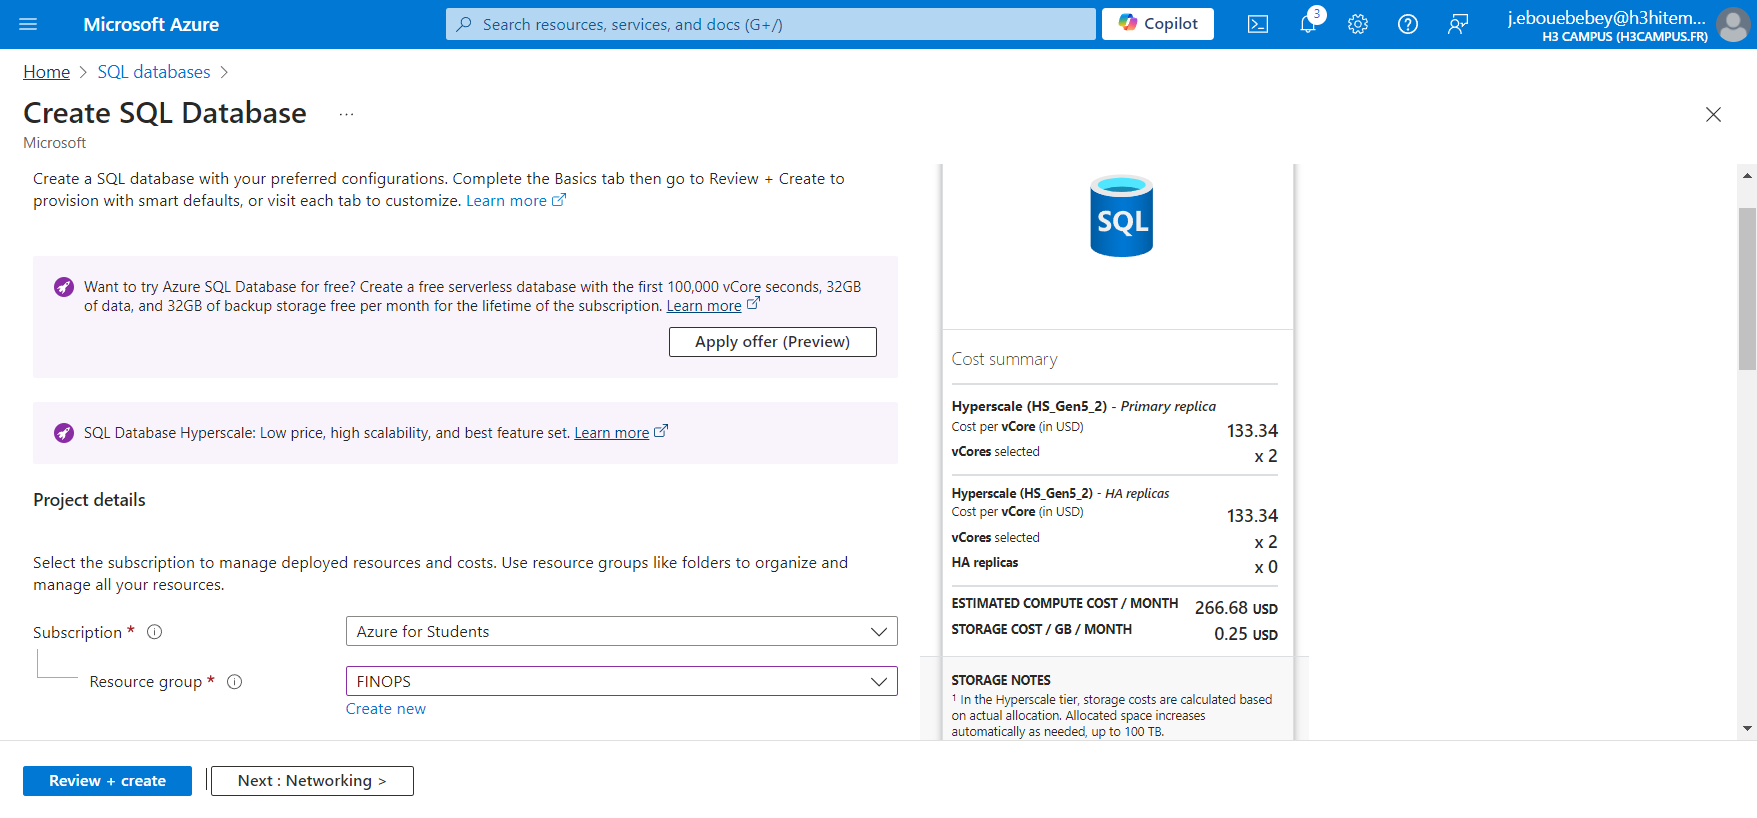 Microsoft Azure
Search resources, services, and docs (G+/)
Copilot
3
j.ebouebebey@h3hitem...
H3 CAMPUS (H3CAMPUS.FR)
Home > SQL databases >
Create SQL Database ...
Microsoft
Create a SQL database with your preferred configurations. Complete the Basics tab then go to Review + Create to
provision with smart defaults, or visit each tab to customize. Learn more
Want to try Azure SQL Database for free? Create a free serverless database with the first 100,000 vCore seconds, 32GB
of data, and 32GB of backup storage free per month for the lifetime of the subscription. Learn more
Apply offer (Preview)
SQL Database Hyperscale: Low price, high scalability, and best feature set. Learn more
Project details
Select the subscription to manage deployed resources and costs. Use resource groups like folders to organize and
manage all your resources.
Subscription *
Azure for Students
Resource group *
FINOPS
Create new
SQL
Cost summary
Hyperscale (HS_Gen5_2) - Primary replica
Cost per vCore (in USD)
133.34
vCores selected
x 2
Hyperscale (HS_Gen5_2) - HA replicas
Cost per vCore (in USD)
133.34
vCores selected
x 2
HA replicas
x 0
ESTIMATED COMPUTE COST / MONTH
266.68 USD
STORAGE COST / GB / MONTH
0.25 USD
STORAGE NOTES
1 In the Hyperscale tier, storage costs are calculated based
on actual allocation. Allocated space increases
automatically as needed, up to 100 TB.
Review + create
Next : Networking >